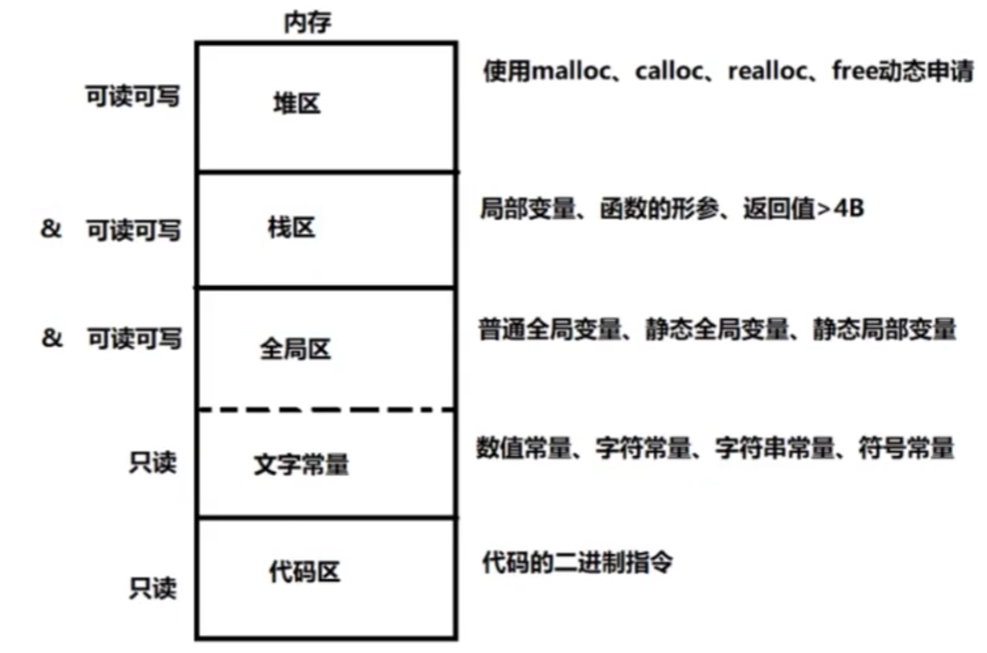 内存
可读可写 堆区 使用malloc、calloc、realloc、free动态申请
& 可读可写 栈区 局部变量、函数的形参、返回值>4B
& 可读可写 全局区 普通全局变量、静态全局变量、静态局部变量
只读 文字常量 数值常量、字符常量、字符串常量、符号常量
只读 代码区 代码的二进制指令